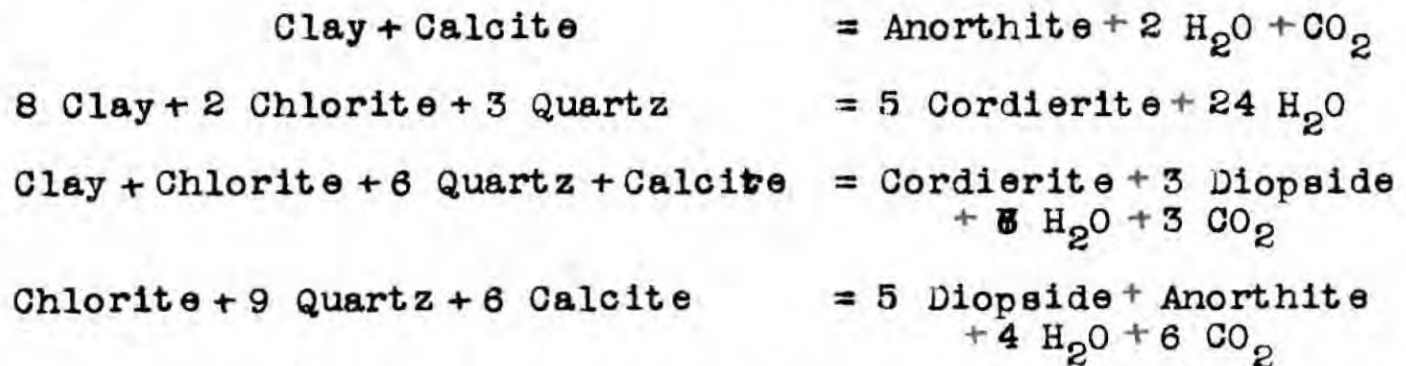 Clay + Calcite = Anorthite + 2 H₂O + CO₂
8 Clay + 2 Chlorite + 3 Quartz = 5 Cordierite + 24 H₂O
Clay + Chlorite + 6 Quartz + Calcite = Cordierite + 3 Diopside
+ H₂O + 3 CO₂
Chlorite + 9 Quartz + 6 Calcite = 5 Diopside + Anorthite
+ 4 H₂O + 6 CO₂